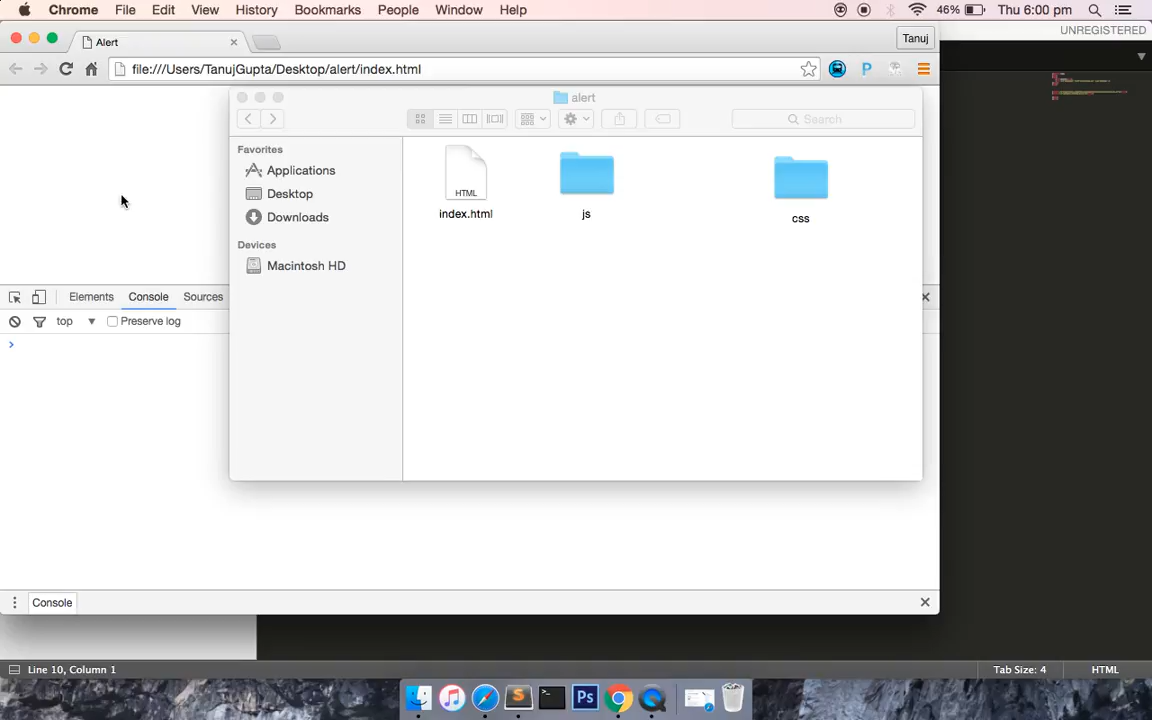 Chrome File Edit View History Bookmarks People Window Help 46% Thu 6:00 pm
UNREGISTERED
Alert
Tanuj
file:///Users/TanujGupta/Desktop/alert/index.html
P
alert
Search
Favorites
Applications
Desktop
Downloads
Devices
Macintosh HD
HTML
index.html
js
css
Elements Console Sources
top Preserve log
Console
Line 10, Column 1
Tab Size: 4
HTML
S
Ps